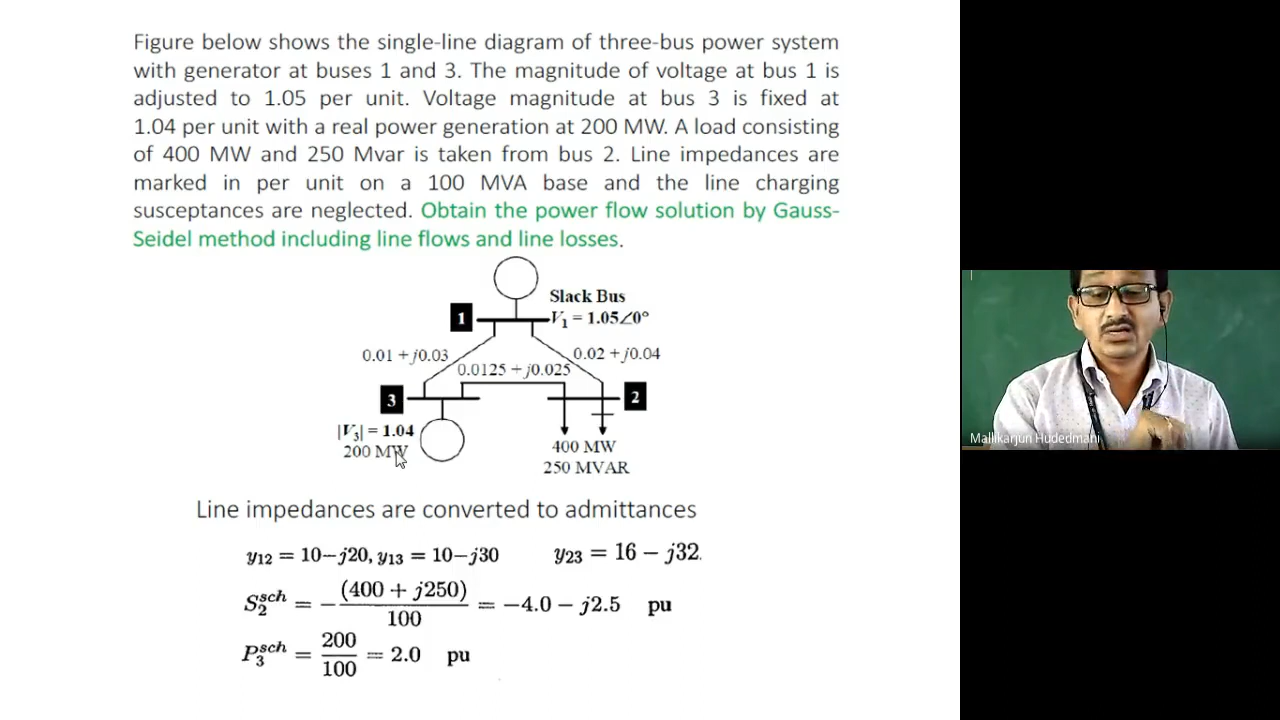 Figure below shows the single-line diagram of three-bus power system
with generator at buses 1 and 3. The magnitude of voltage at bus 1 is
adjusted to 1.05 per unit. Voltage magnitude at bus 3 is fixed at
1.04 per unit with a real power generation at 200 MW. A load consisting
of 400 MW and 250 Mvar is taken from bus 2. Line impedances are
marked in per unit on a 100 MVA base and the line charging
susceptances are neglected. Obtain the power flow solution by Gauss-
Seidel method including line flows and line losses.
Slack Bus
1
V₁ = 1.05∠0°
0.01 + j0.03
0.02 + j0.04
0.0125 + j0.025
3
2
|V₃| = 1.04
200 MW
400 MW
250 MVAR
Mallikarjun Hudedmani
Line impedances are converted to admittances
y₁₂ = 10−j20, y₁₃ = 10−j30
y₂₃ = 16 − j32.
S₂ˢᶜʰ = − (400 + j250) / 100 = −4.0 − j2.5 pu
P₃ˢᶜʰ = 200 / 100 = 2.0 pu